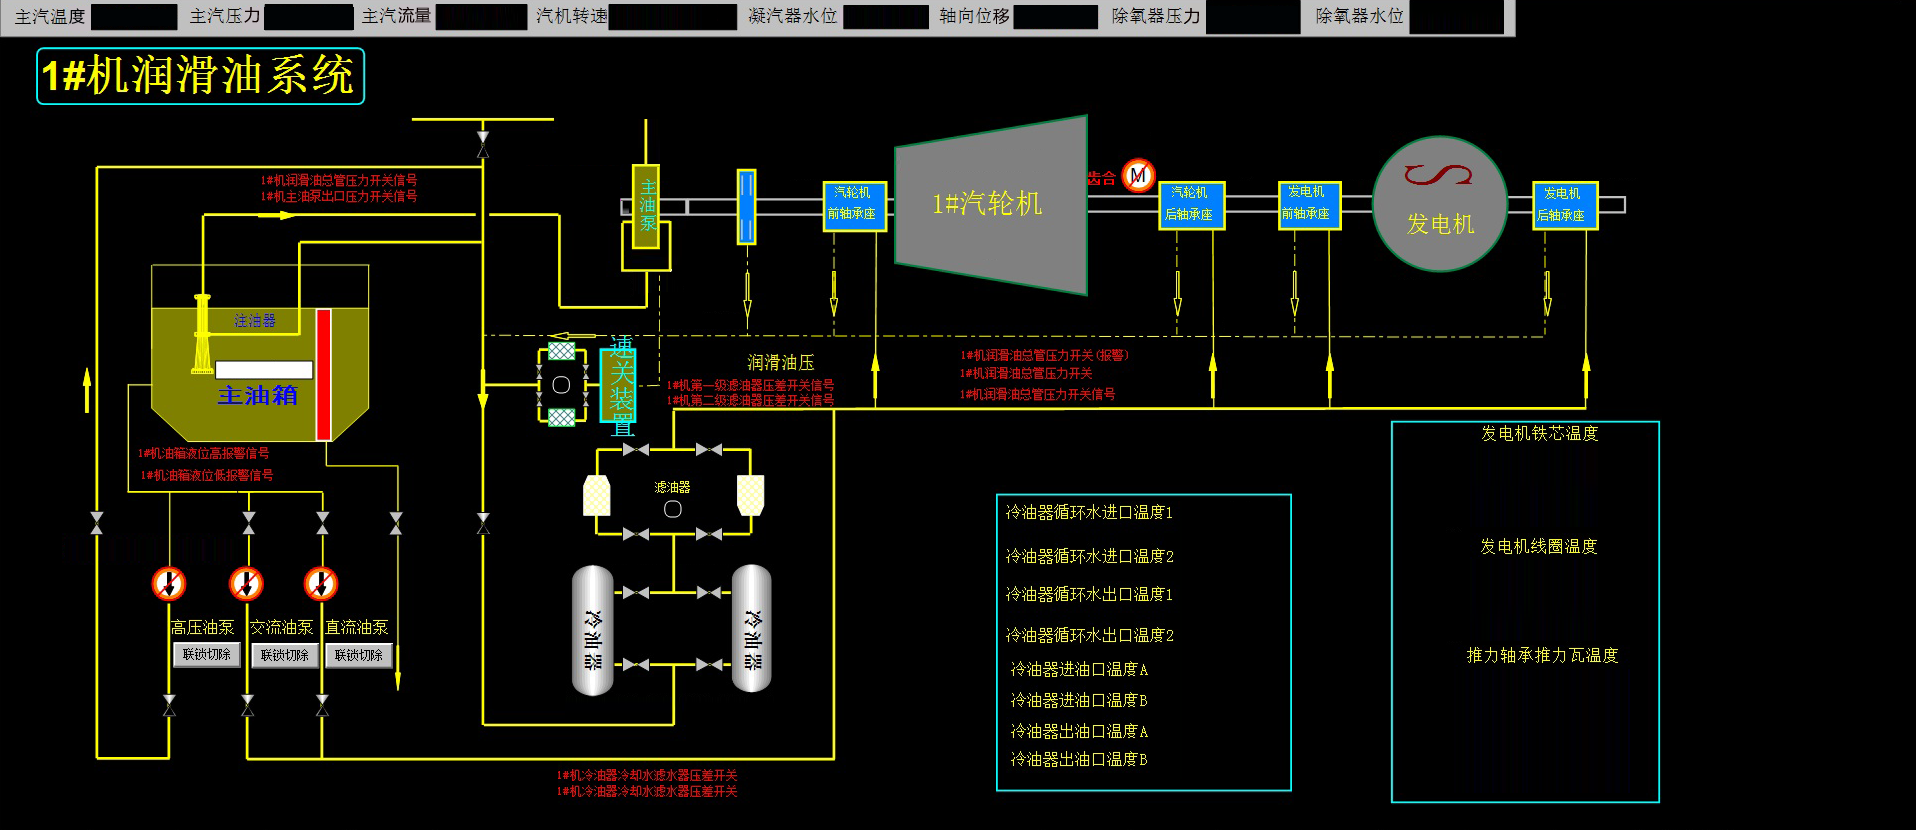 主汽温度 主汽压力 主汽流量 汽机转速 凝汽器水位 轴向位移 除氧器压力 除氧器水位
1#机润滑油系统
1#机润滑油总管压力开关信号
1#机主油泵出口压力开关信号
主油泵
汽轮机
前轴承座
1#汽轮机
齿合
M
汽轮机
后轴承座
发电机
前轴承座
发电机
发电机
后轴承座
注油器
主油箱
通关装置
润滑油压
1#机第一级滤油器压差开关信号
1#机第二级滤油器压差开关信号
1#机润滑油总管压力开关(报警)
1#机润滑油总管压力开关
1#机润滑油总管压力开关信号
1#机油箱液位高报警信号
1#机油箱液位低报警信号
滤油器
高压油泵 交流油泵 直流油泵
联锁切除 联锁切除 联锁切除
冷油器 冷油器
1#机冷油器冷却水滤水器压差开关
1#机冷油器冷却水滤水器压差开关
冷油器循环水进口温度1
冷油器循环水进口温度2
冷油器循环水出口温度1
冷油器循环水出口温度2
冷油器进油口温度A
冷油器进油口温度B
冷油器出油口温度A
冷油器出油口温度B
发电机铁芯温度
发电机线圈温度
推力轴承推力瓦温度